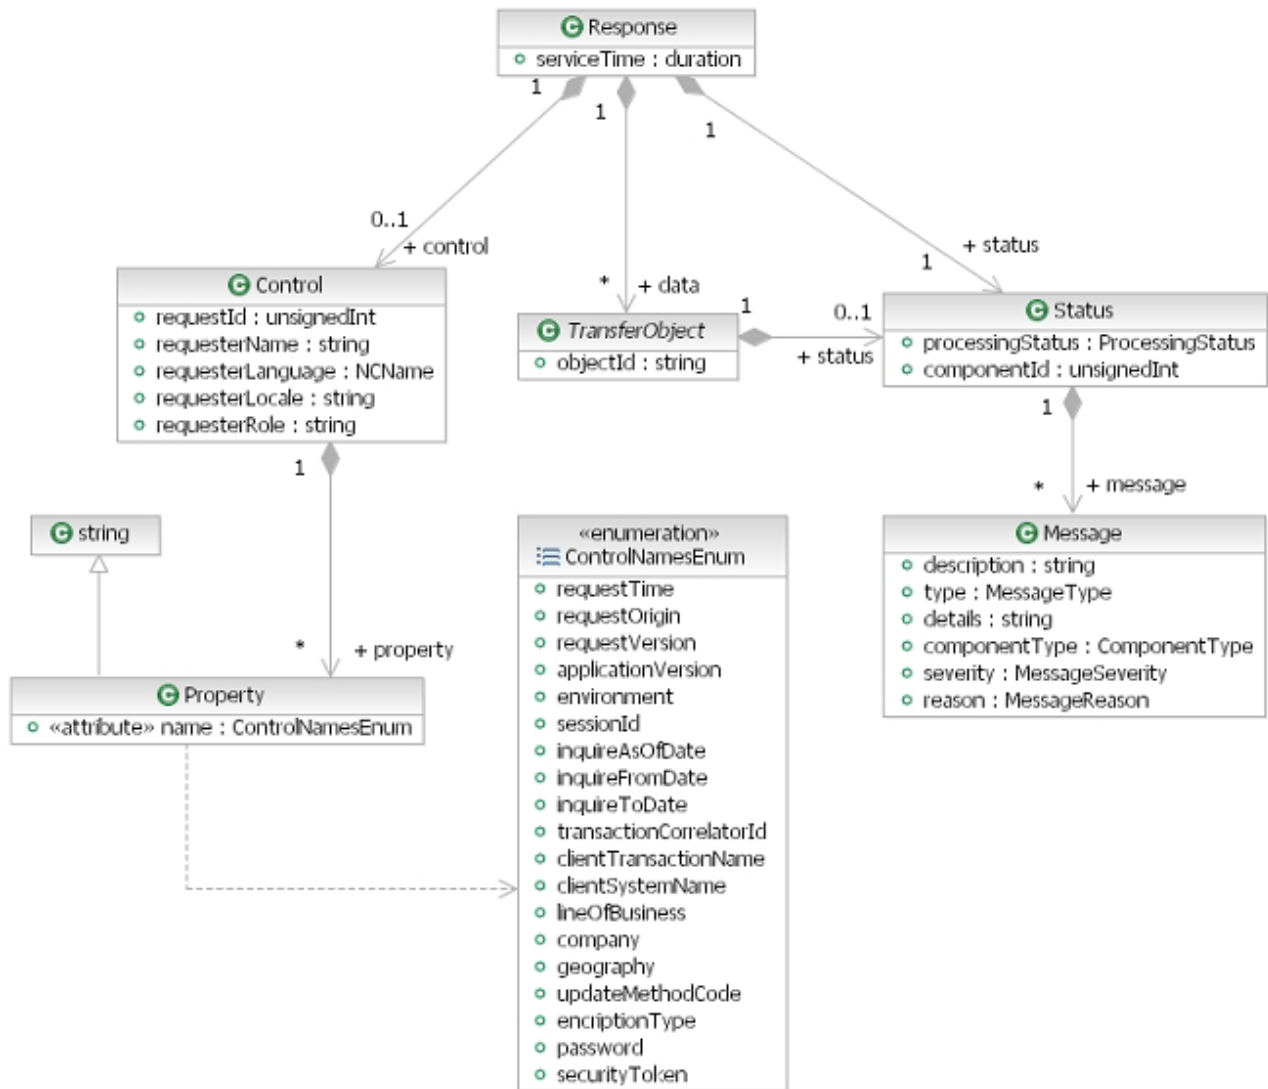 Response
serviceTime : duration
1
1
1
0..1
+ control
+ status
1
* + data
Control
requestId : unsignedInt
requesterName : string
requesterLanguage : NCName
requesterLocale : string
requesterRole : string
TransferObject
objectId : string
1
0..1
+ status
Status
processingStatus : ProcessingStatus
componentId : unsignedInt
1
1
* + message
string
«enumeration»
ControlNamesEnum
requestTime
requestOrigin
requestVersion
applicationVersion
environment
sessionId
inquireAsOfDate
inquireFromDate
inquireToDate
transactionCorrelatorId
clientTransactionName
clientSystemName
lineOfBusiness
company
geography
updateMethodCode
encriptionType
password
securityToken
Message
description : string
type : MessageType
details : string
componentType : ComponentType
severity : MessageSeverity
reason : MessageReason
* + property
Property
«attribute» name : ControlNamesEnum